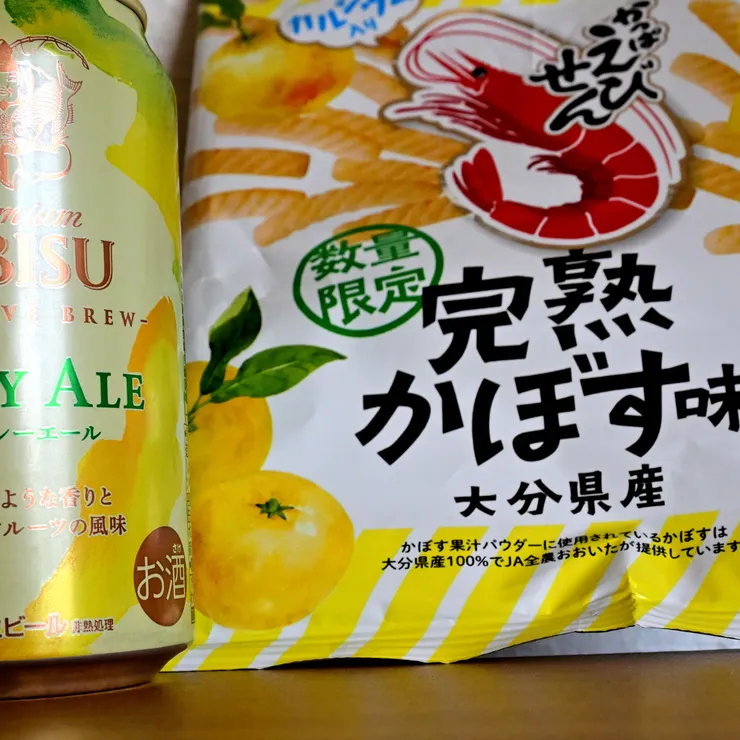 BISU
BREW-
ALE
レーエール
ような香りと
フルーツの風味
お酒
さけ
ビール 非熱処理
カルシウム
入り
かっぱえびせん
数量
限定
完熟
かぼす味
大分県産
かぼす果汁パウダーに使用されているかぼすは
大分県産100%でJA全農おおいたが提供しています